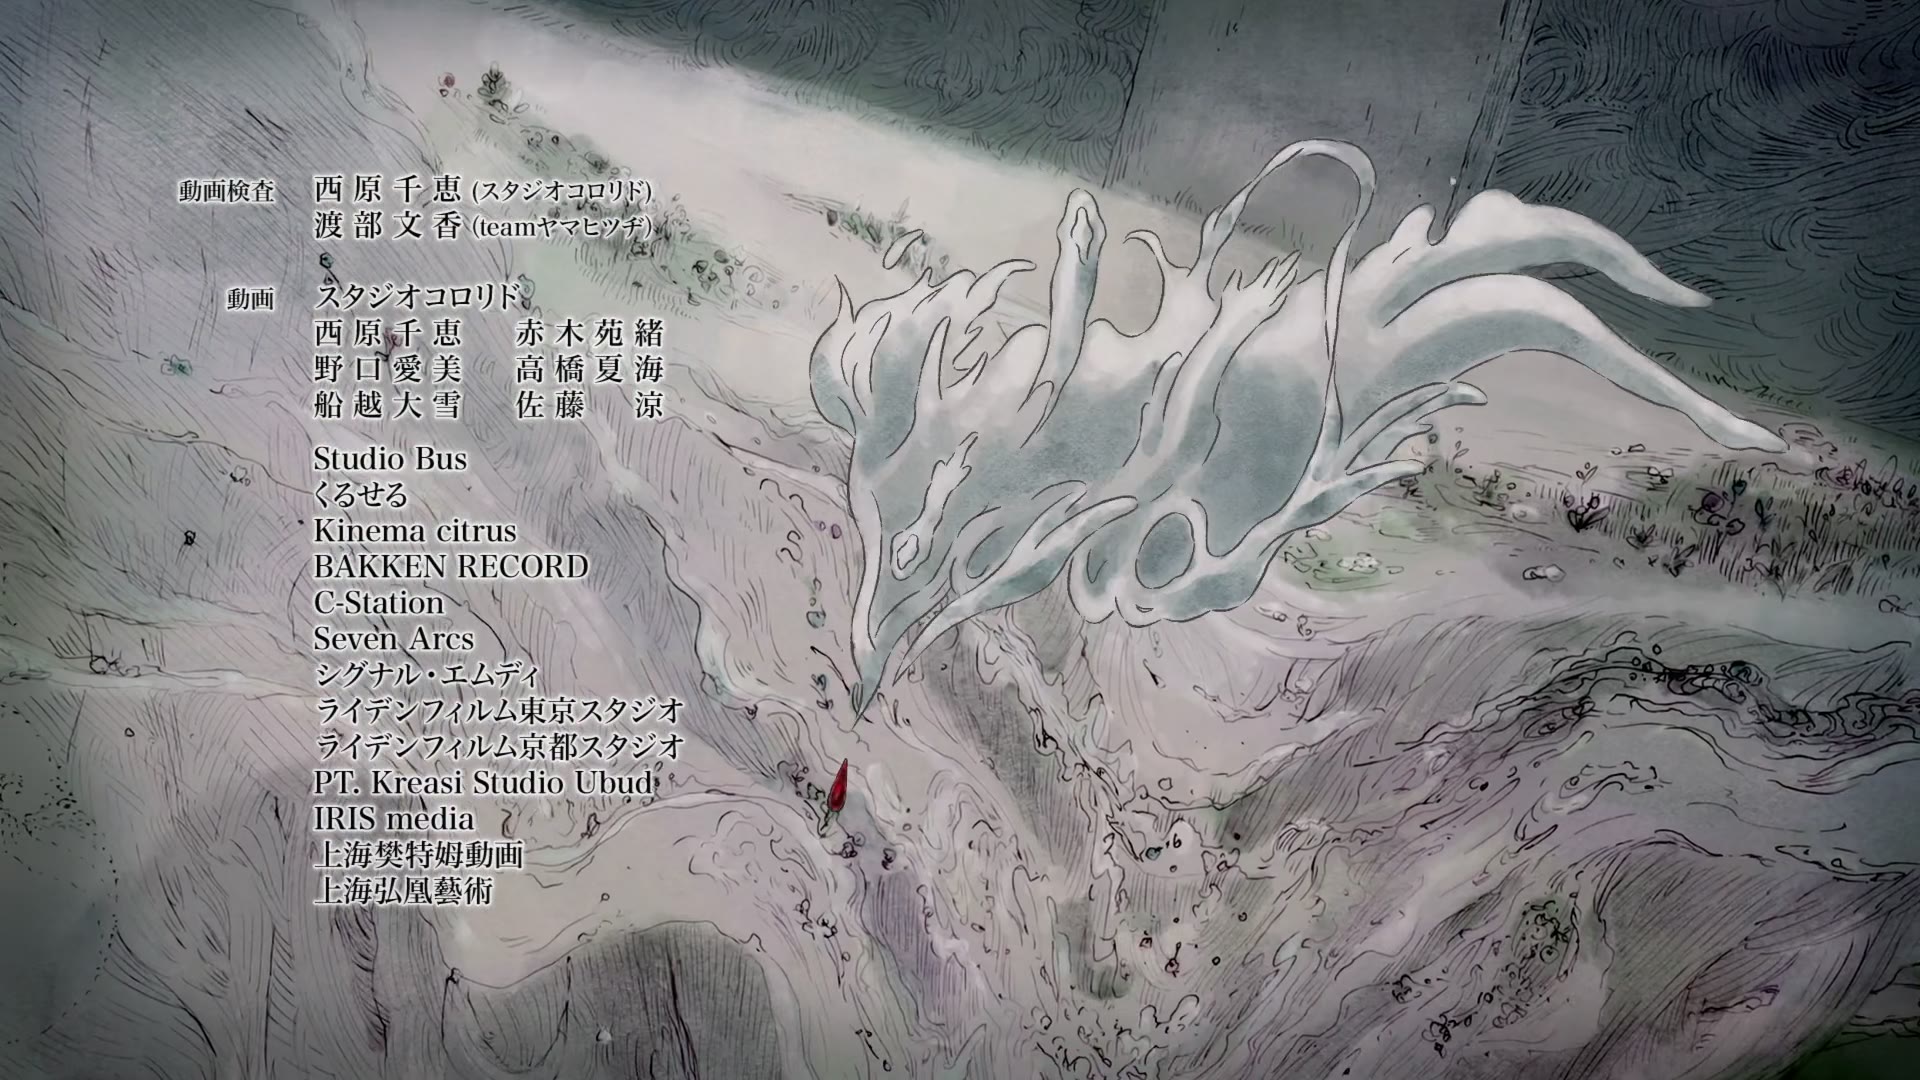 動画検査 西原千恵 (スタジオコロリド)
渡部文香 (teamヤマヒツヂ)
動画 スタジオコロリド
西原千恵 赤木苑緒
野口愛美 高橋夏海
船越大雪 佐藤 涼
Studio Bus
くるせる
Kinema citrus
BAKKEN RECORD
C-Station
Seven Arcs
シグナル・エムディ
ライデンフィルム東京スタジオ
ライデンフィルム京都スタジオ
PT. Kreasi Studio Ubud
IRIS media
上海樊特姆動画
上海弘凰藝術